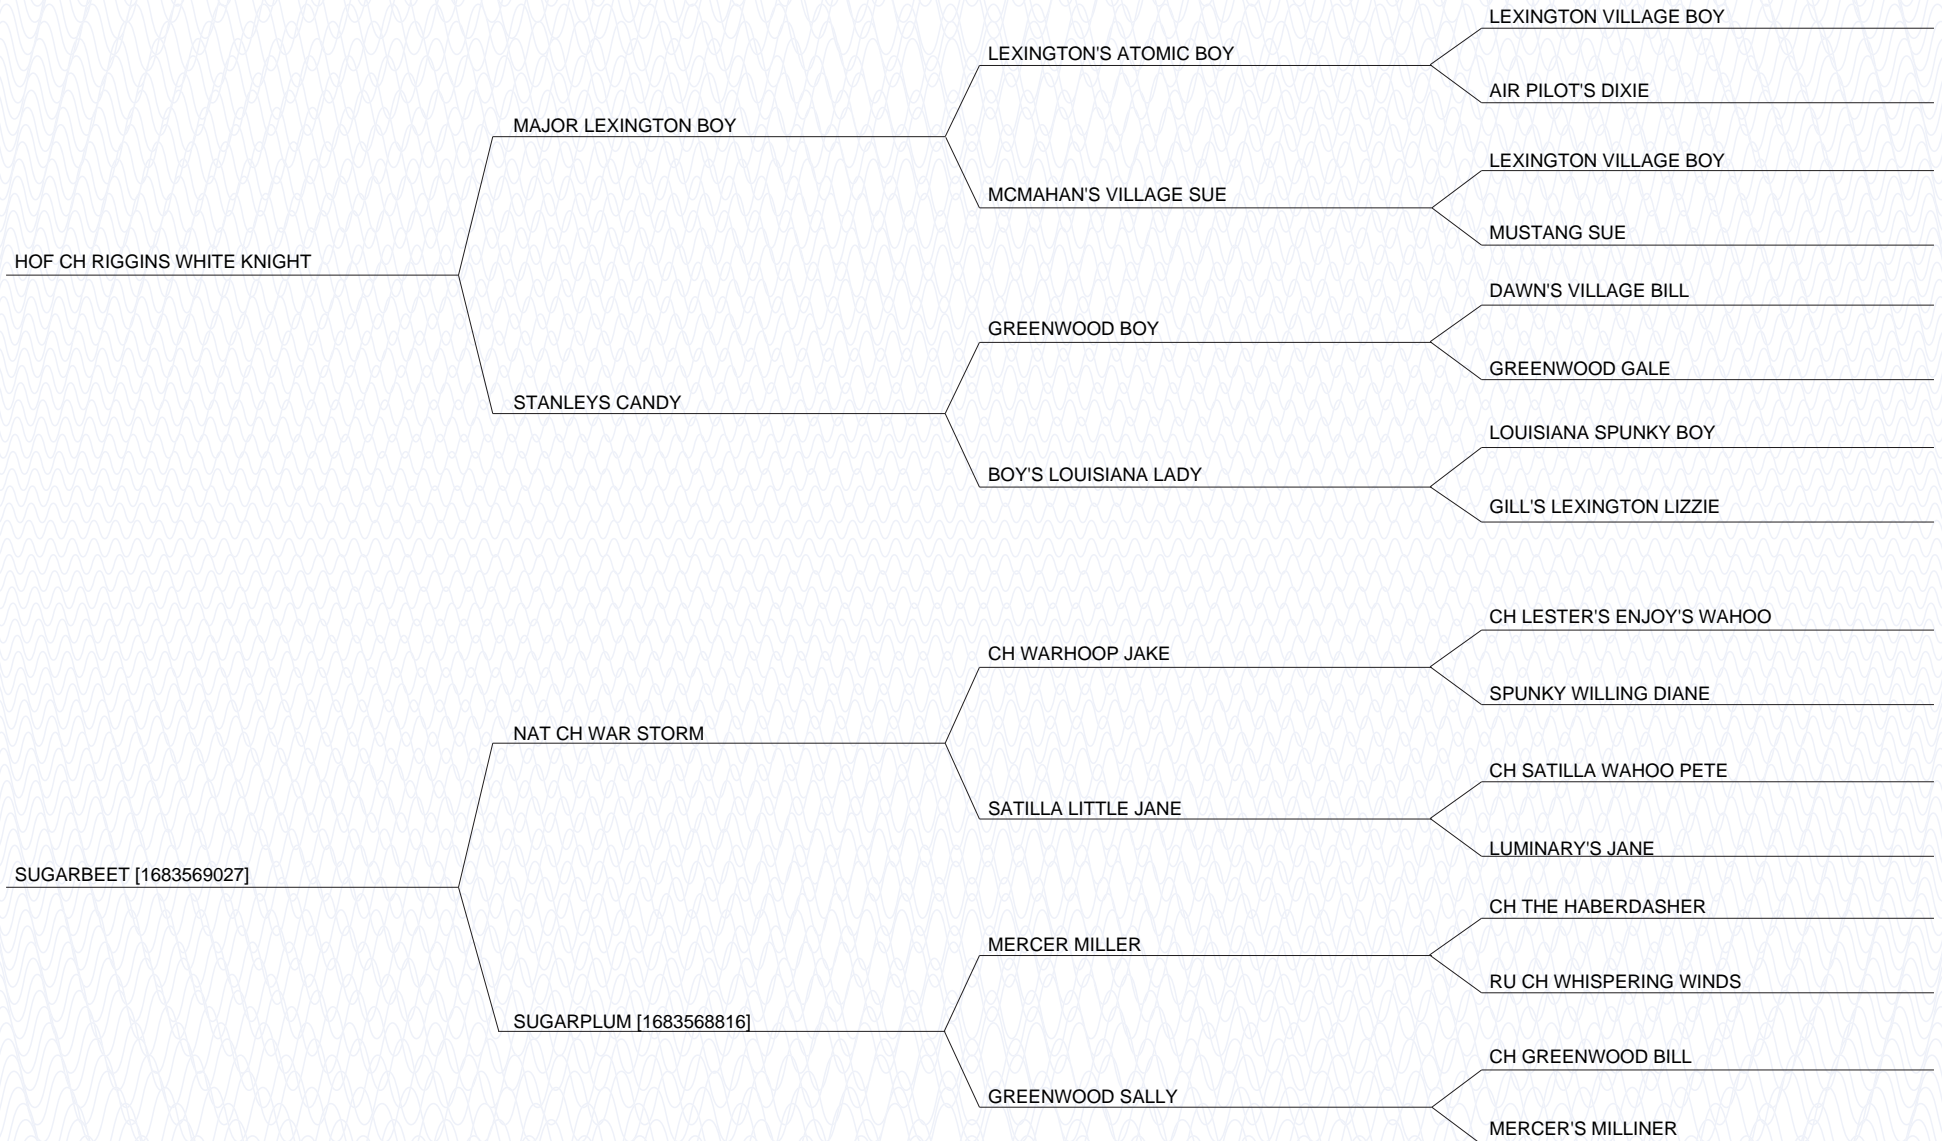 LEXINGTON VILLAGE BOY
LEXINGTON'S ATOMIC BOY
AIR PILOT'S DIXIE
MAJOR LEXINGTON BOY
LEXINGTON VILLAGE BOY
MCMAHAN'S VILLAGE SUE
MUSTANG SUE
HOF CH RIGGINS WHITE KNIGHT
DAWN'S VILLAGE BILL
GREENWOOD BOY
GREENWOOD GALE
STANLEYS CANDY
LOUISIANA SPUNKY BOY
BOY'S LOUISIANA LADY
GILL'S LEXINGTON LIZZIE
CH LESTER'S ENJOY'S WAHOO
CH WARHOOP JAKE
SPUNKY WILLING DIANE
NAT CH WAR STORM
CH SATILLA WAHOO PETE
SATILLA LITTLE JANE
LUMINARY'S JANE
SUGARBEET [1683569027]
CH THE HABERDASHER
MERCER MILLER
RU CH WHISPERING WINDS
SUGARPLUM [1683568816]
CH GREENWOOD BILL
GREENWOOD SALLY
MERCER'S MILLINER